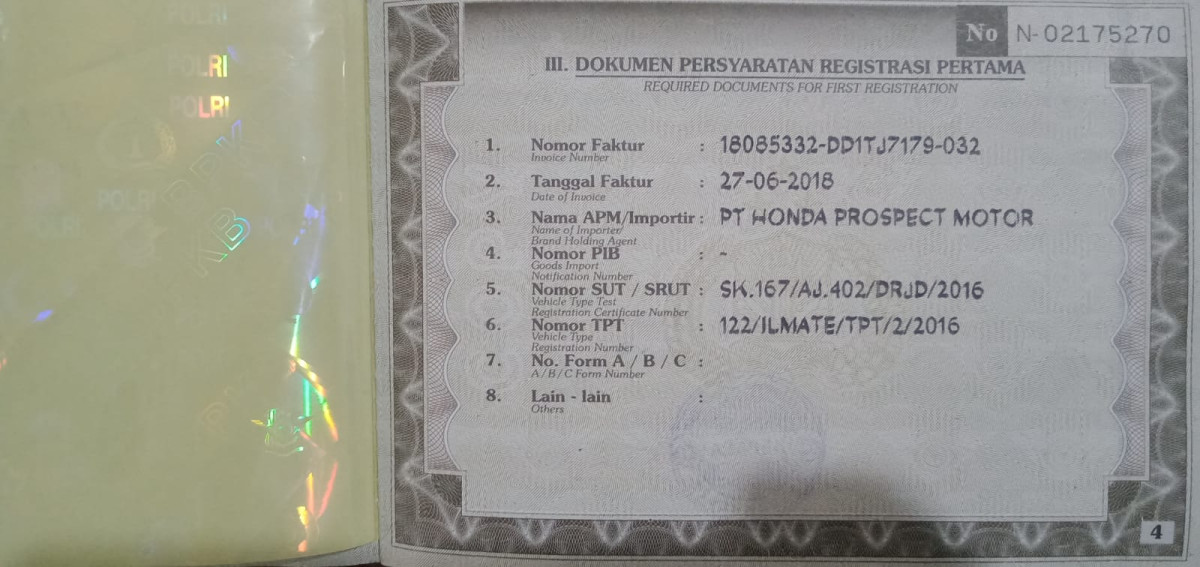 POLRI
POLRI
POLRI
POLRI
No N-02175270
III. DOKUMEN PERSYARATAN REGISTRASI PERTAMA
REQUIRED DOCUMENTS FOR FIRST REGISTRATION
1. Nomor Faktur : 18085332-DD1TJ7179-032
Invoice Number
2. Tanggal Faktur : 27-06-2018
Date of Invoice
3. Nama APM/Importir : PT HONDA PROSPECT MOTOR
Name of Importer/
Brand Holding Agent
4. Nomor PIB : -
Goods Import
Notification Number
5. Nomor SUT / SRUT : SK.167/AJ.402/DRJD/2016
Vehicle Type Test
Registration Certificate Number
6. Nomor TPT : 122/ILMATE/TPT/2/2016
Vehicle Type
Registration Number
7. No. Form A / B / C :
A / B / C Form Number
8. Lain - lain :
Others
4